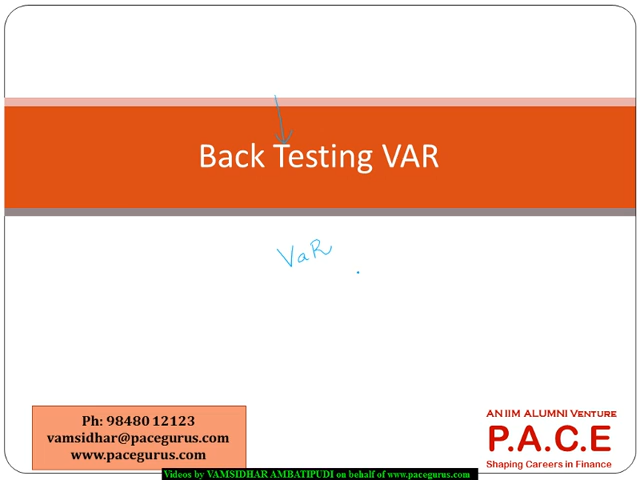 Back Testing VAR
VaR
Ph: 98480 12123
vamsidhar@pacegurus.com
www.pacegurus.com
AN IIM ALUMNI VENTURE
P.A.C.E
Shaping Careers in Finance
Videos by VAMSIDHAR AMBATIPUDI on behalf of www.pacegurus.com